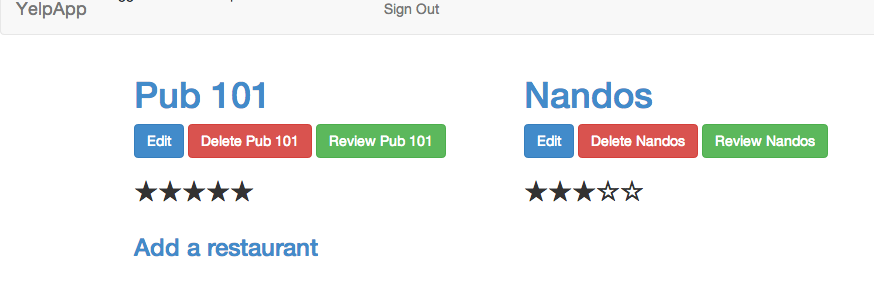 YelpApp
Sign Out
Pub 101
Edit
Delete Pub 101
Review Pub 101
★★★★★
Nandos
Edit
Delete Nandos
Review Nandos
★★★☆☆
Add a restaurant